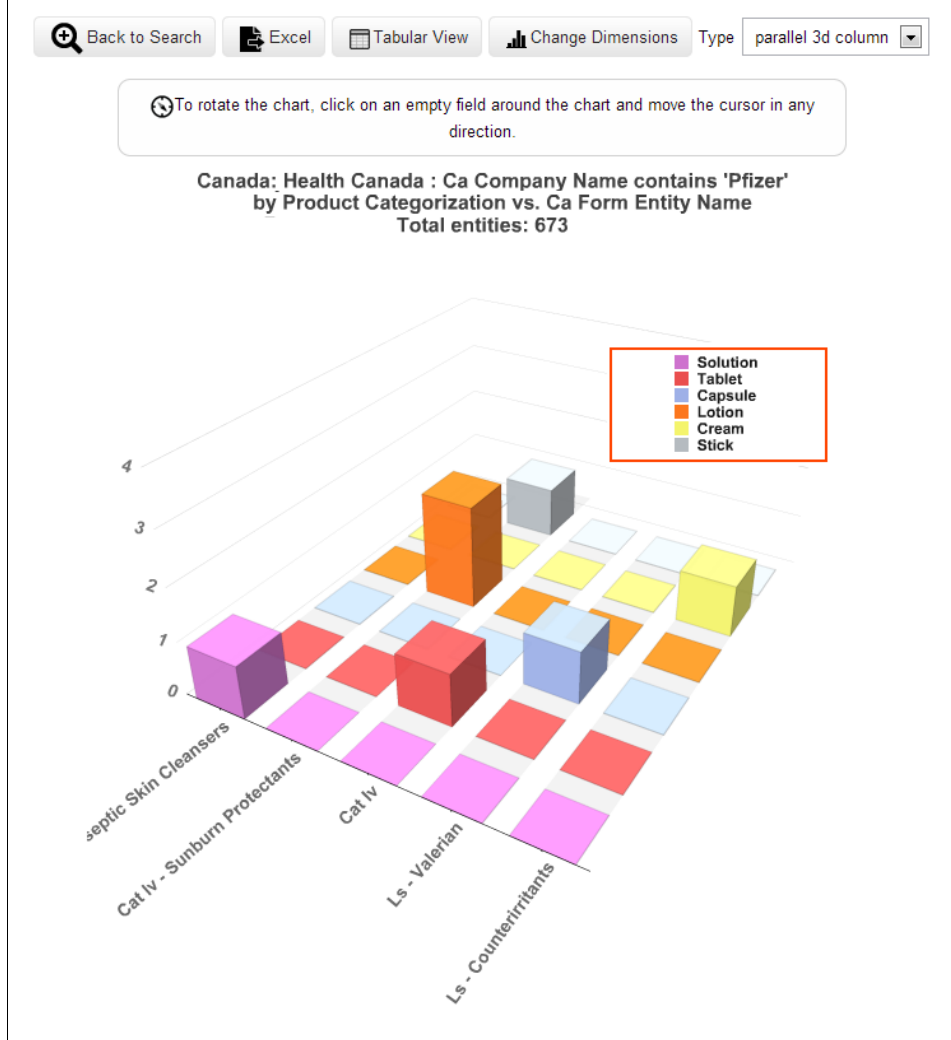 Back to Search
Excel
Tabular View
Change Dimensions
Type
parallel 3d column
To rotate the chart, click on an empty field around the chart and move the cursor in any
direction.
Canada: Health Canada : Ca Company Name contains 'Pfizer'
by Product Categorization vs. Ca Form Entity Name
Total entities: 673
Solution
Tablet
Capsule
Lotion
Cream
Stick
4
3
2
1
0
Skin Cleansers
Cat Iv - Sunburn Protectants
Cat Iv
Ls - Valerian
Ls - Counterirritants